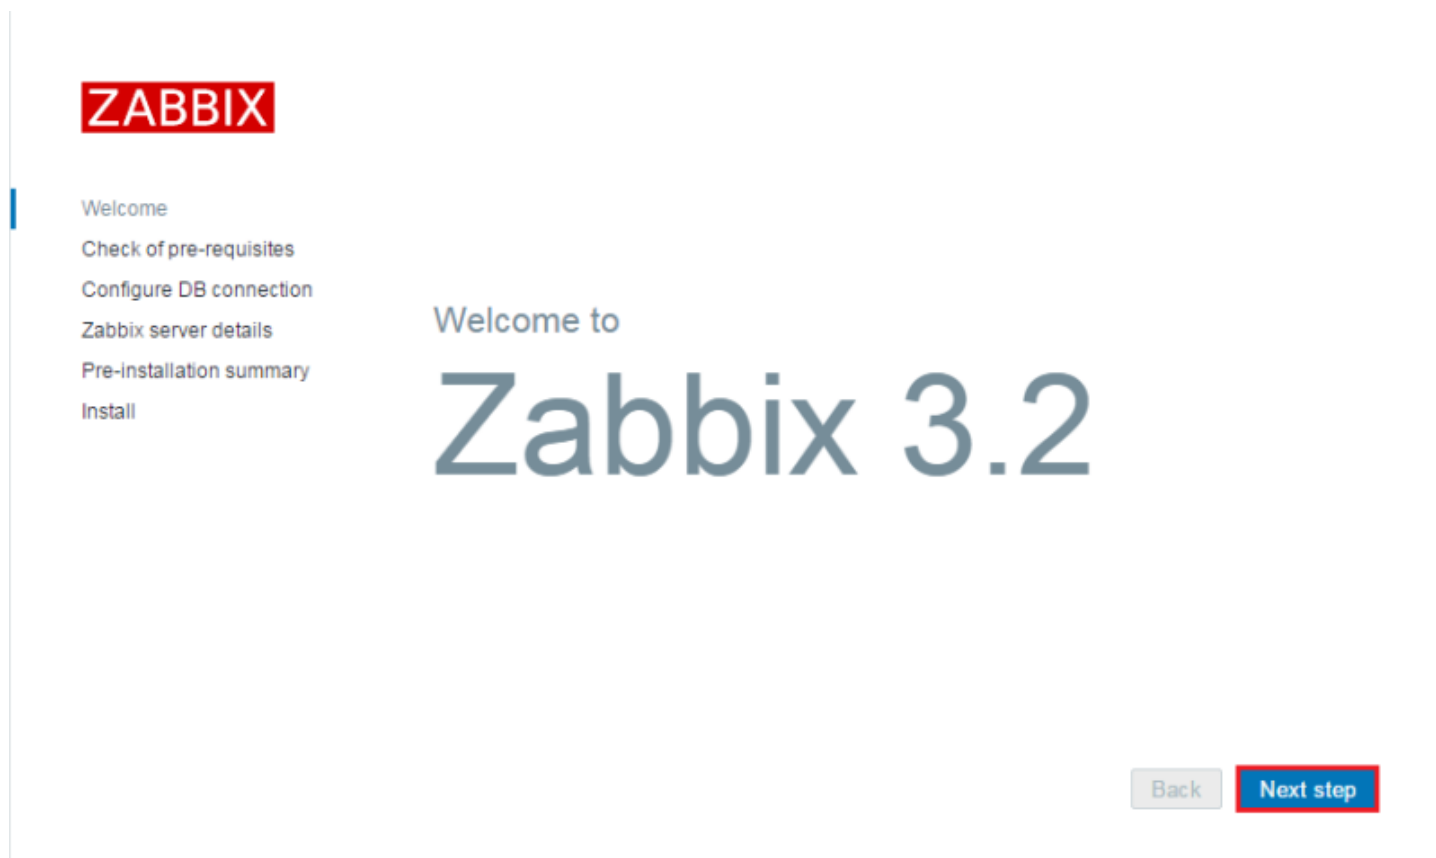 ZABBIX
Welcome
Check of pre-requisites
Configure DB connection
Zabbix server details
Pre-installation summary
Install
Welcome to
Zabbix 3.2
Back
Next step